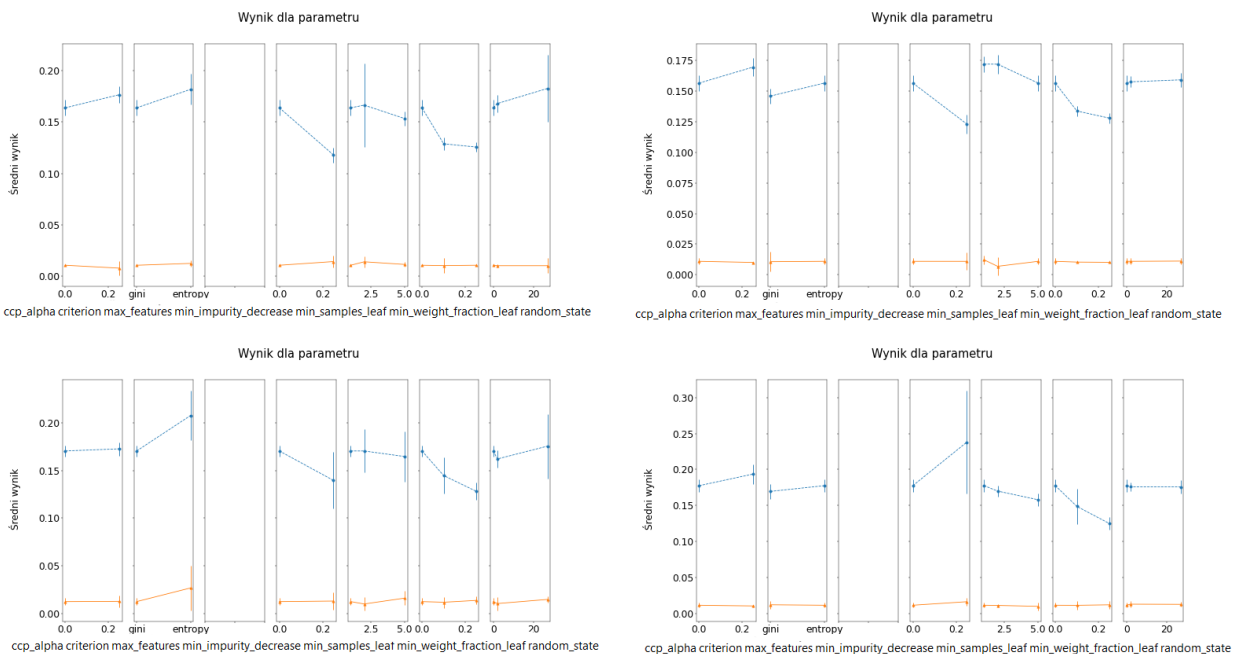 Wynik dla parametru
Średni wynik
0.20
0.15
0.10
0.05
0.00
0.0 0.2 gini entropy 0.0 0.2 2.5 5.0 0.0 0.2 0 20
ccp_alpha criterion max_features min_impurity_decrease min_samples_leaf min_weight_fraction_leaf random_state
Wynik dla parametru
Średni wynik
0.175
0.150
0.125
0.100
0.075
0.050
0.025
0.000
0.0 0.2 gini entropy 0.0 0.2 2.5 5.0 0.0 0.2 0 20
ccp_alpha criterion max_features min_impurity_decrease min_samples_leaf min_weight_fraction_leaf random_state
Wynik dla parametru
Średni wynik
0.20
0.15
0.10
0.05
0.00
0.0 0.2 gini entropy 0.0 0.2 2.5 5.0 0.0 0.2 0 20
ccp_alpha criterion max_features min_impurity_decrease min_samples_leaf min_weight_fraction_leaf random_state
Wynik dla parametru
Średni wynik
0.30
0.25
0.20
0.15
0.10
0.05
0.00
0.0 0.2 gini entropy 0.0 0.2 2.5 5.0 0.0 0.2 0 20
ccp_alpha criterion max_features min_impurity_decrease min_samples_leaf min_weight_fraction_leaf random_state